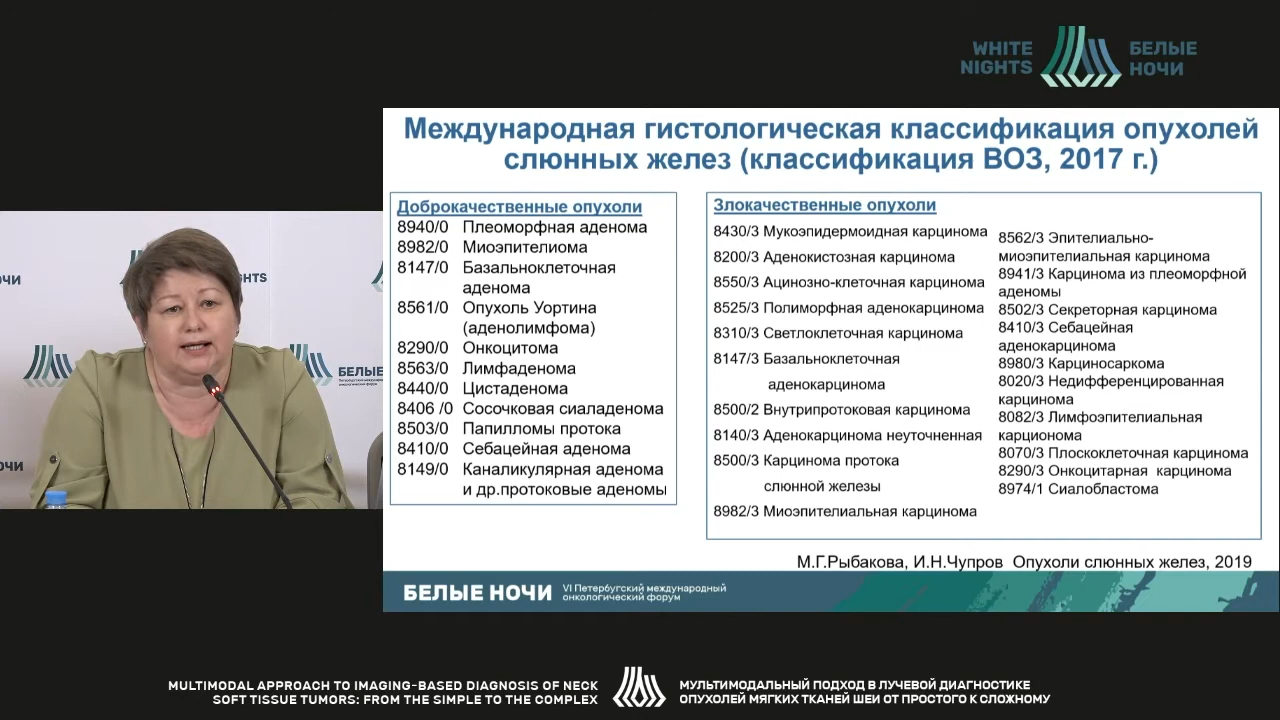 WHITE
NIGHTS
БЕЛЫЕ
НОЧИ
Международная гистологическая классификация опухолей
слюнных желез (классификация ВОЗ, 2017 г.)
Доброкачественные опухоли
8940/0 Плеоморфная аденома
8982/0 Миоэпителиома
8147/0 Базальноклеточная
аденома
8561/0 Опухоль Уортина
(аденолимфома)
8290/0 Онкоцитома
8563/0 Лимфаденома
8440/0 Цистаденома
8406 /0 Сосочковая сиаладенома
8503/0 Папилломы протока
8410/0 Себацейная аденома
8149/0 Каналикулярная аденома
и др.протоковые аденомы
Злокачественные опухоли
8430/3 Мукоэпидермоидная карцинома
8200/3 Аденокистозная карцинома
8550/3 Ацинозно-клеточная карцинома
8525/3 Полиморфная аденокарцинома
8310/3 Светлоклеточная карцинома
8147/3 Базальноклеточная
аденокарцинома
8500/2 Внутрипротоковая карцинома
8140/3 Аденокарцинома неуточненная
8500/3 Карцинома протока
слюнной железы
8982/3 Миоэпителиальная карцинома
8562/3 Эпителиально-
миоэпителиальная карцинома
8941/3 Карцинома из плеоморфной
аденомы
8502/3 Секреторная карцинома
8410/3 Себацейная
аденокарцинома
8980/3 Карциносаркома
8020/3 Недифференцированная
карцинома
8082/3 Лимфоэпителиальная
карционома
8070/3 Плоскоклеточная карцинома
8290/3 Онкоцитарная карцинома
8974/1 Сиалобластома
М.Г.Рыбакова, И.Н.Чупров Опухоли слюнных желез, 2019
БЕЛЫЕ НОЧИ
VI Петербургский международный
онкологический форум
НОЧИ
GHTS
БЕЛЫЕ
Петербургский международный
онкологический форум
ОЧИ
MULTIMODAL APPROACH TO IMAGING-BASED DIAGNOSIS OF NECK
SOFT TISSUE TUMORS: FROM THE SIMPLE TO THE COMPLEX
МУЛЬТИМОДАЛЬНЫЙ ПОДХОД В ЛУЧЕВОЙ ДИАГНОСТИКЕ
ОПУХОЛЕЙ МЯГКИХ ТКАНЕЙ ШЕИ ОТ ПРОСТОГО К СЛОЖНОМУ